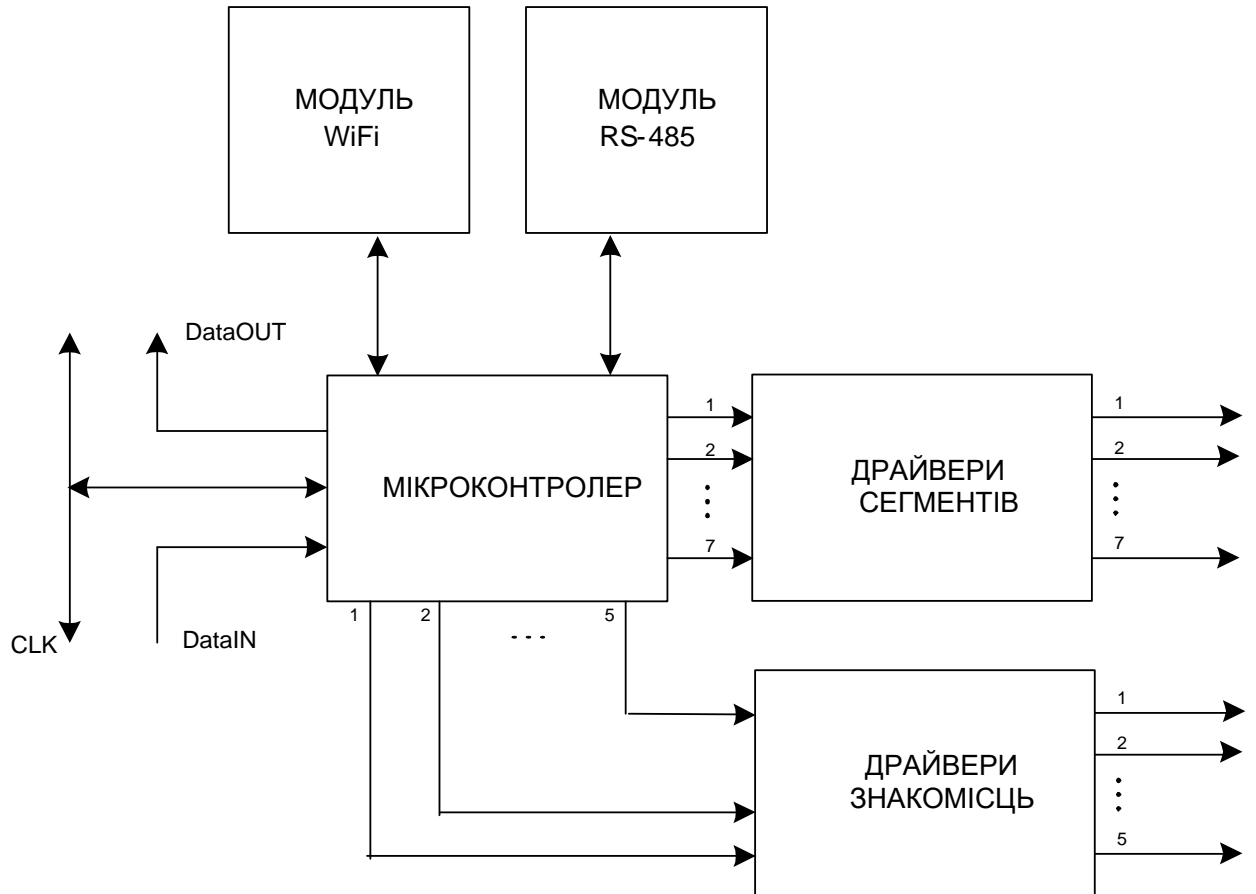 МОДУЛЬ
WiFi
МОДУЛЬ
RS-485
DataOUT
CLK
DataIN
МІКРОКОНТРОЛЕР
1
2
7
ДРАЙВЕРИ
СЕГМЕНТІВ
1
2
7
1
2
5
ДРАЙВЕРИ
ЗНАКОМІСЦЬ
1
2
5